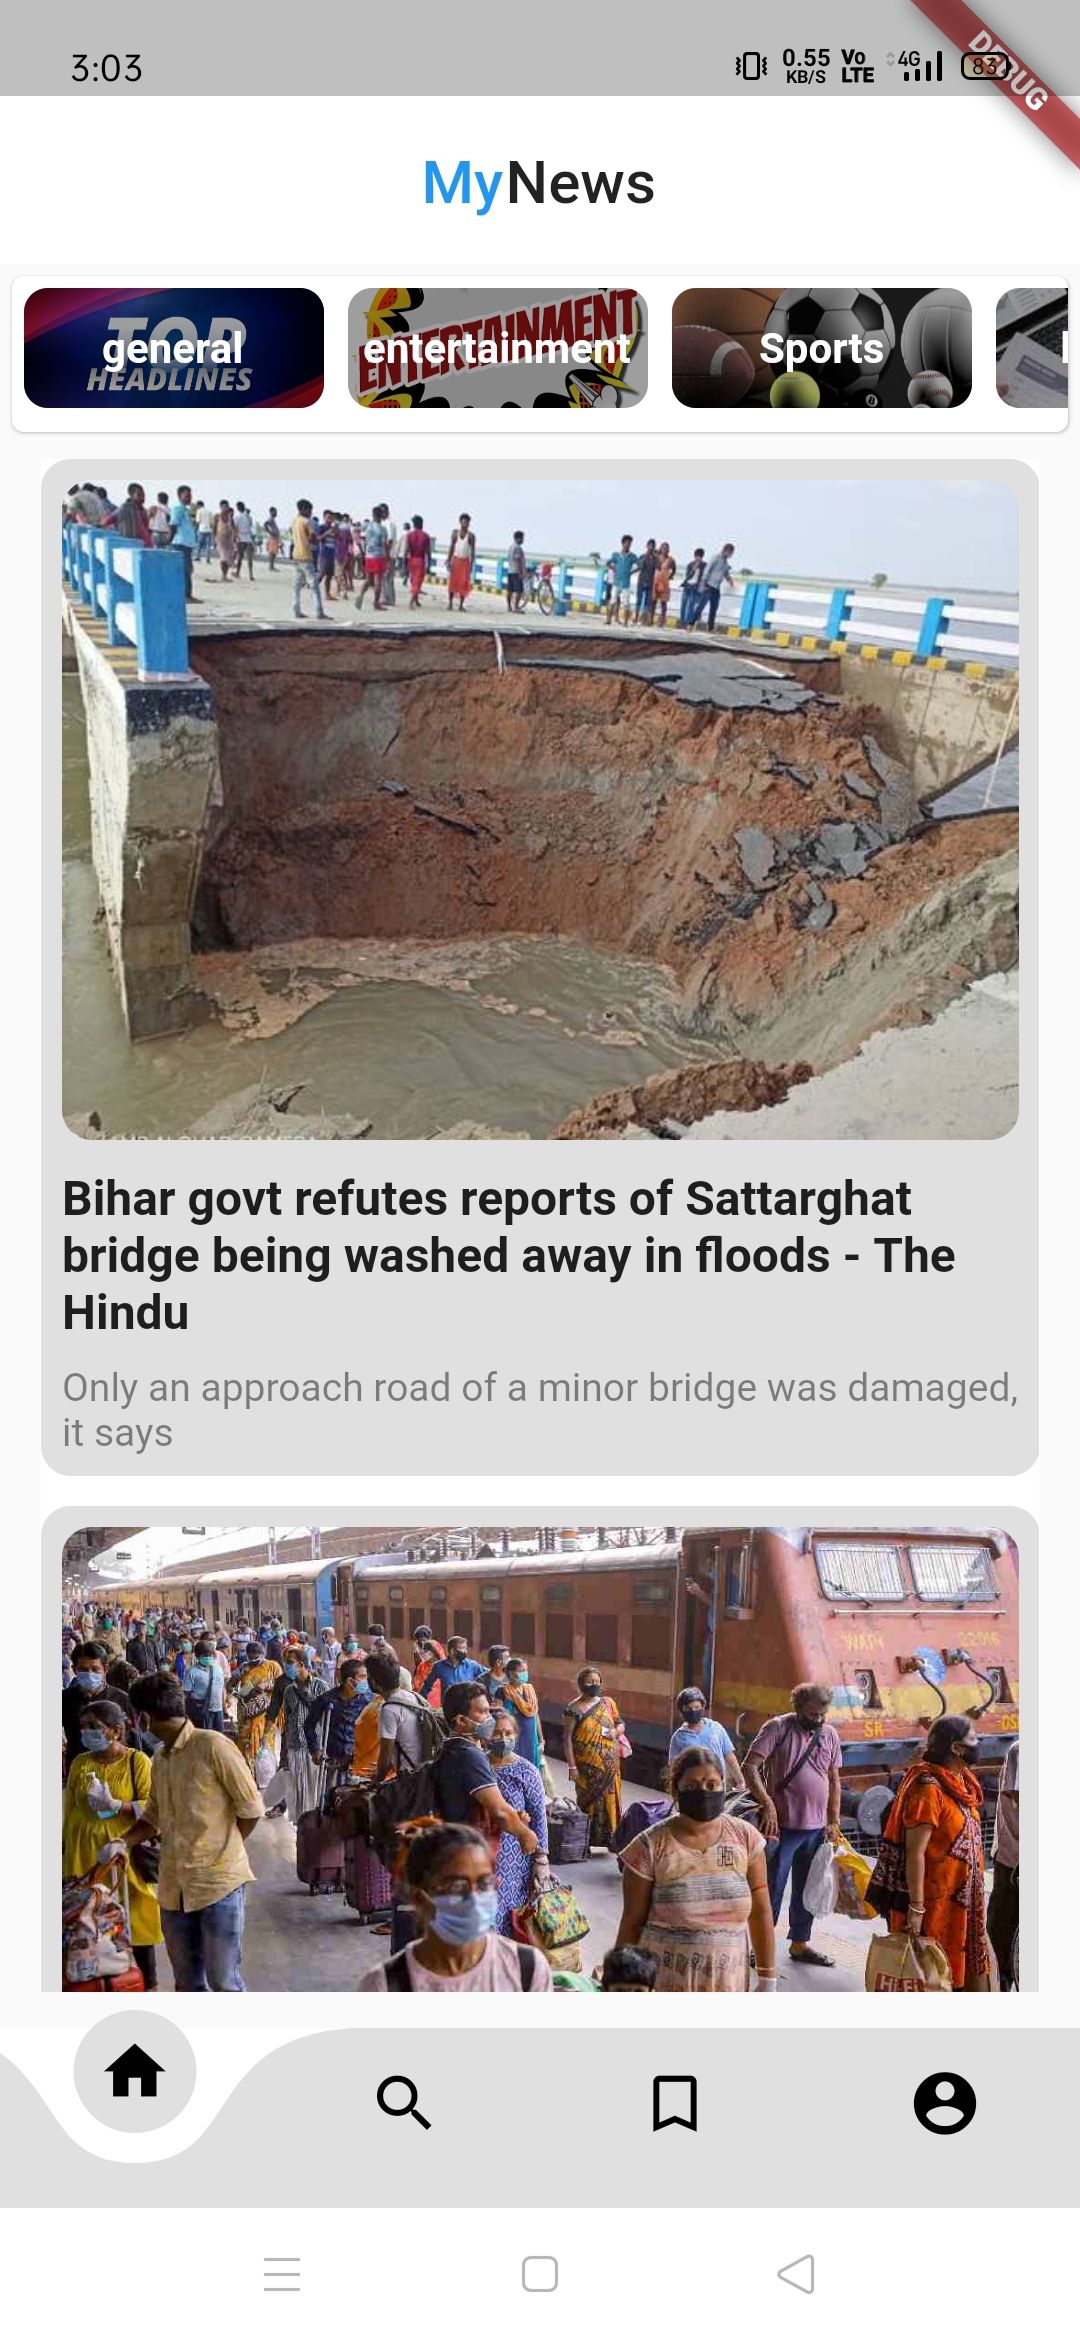 3:03
0.55
KB/S
Vo
LTE
4G
83
DEBUG
MyNews
TOP
HEADLINES
general
ENTERTAINMENT
entertainment
Sports
8
Bihar govt refutes reports of Sattarghat
bridge being washed away in floods - The
Hindu
Only an approach road of a minor bridge was damaged,
it says
SR